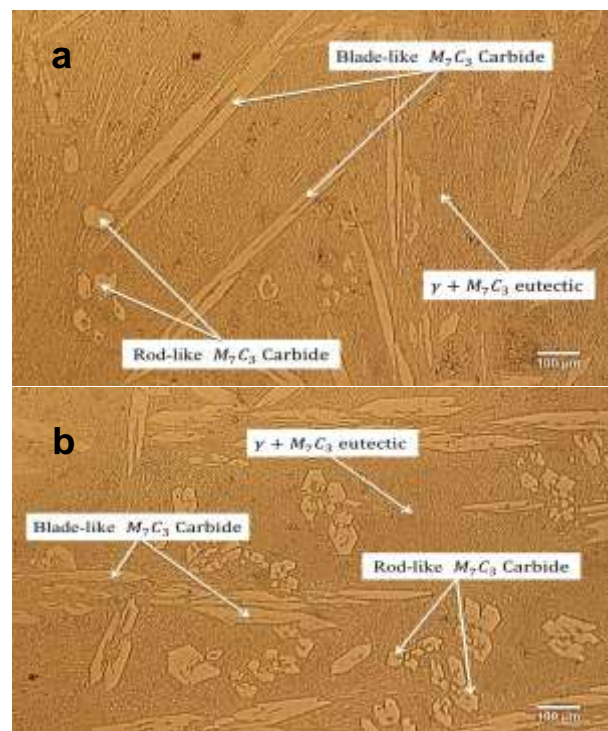 a
Blade-like M₇C₃ Carbide
γ + M₇C₃ eutectic
Rod-like M₇C₃ Carbide
100 µm
b
γ + M₇C₃ eutectic
Blade-like M₇C₃ Carbide
Rod-like M₇C₃ Carbide
100 µm